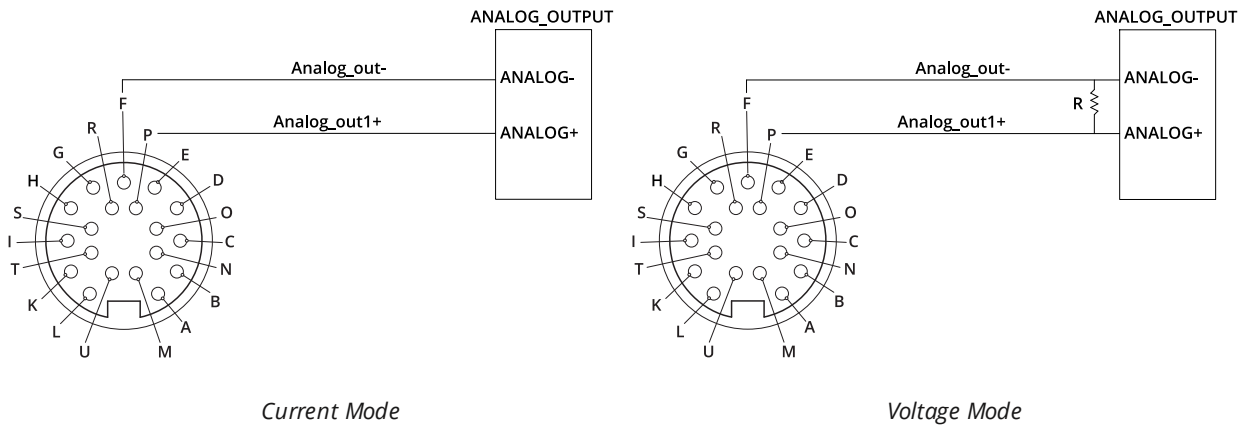 ANALOG_OUTPUT
Analog_out-
ANALOG-
F
Analog_out1+
ANALOG+
R
P
G
E
H
D
S
O
I
C
T
N
K
B
L
A
U
M
Current Mode
ANALOG_OUTPUT
Analog_out-
ANALOG-
R
F
Analog_out1+
ANALOG+
R
P
G
E
H
D
S
O
I
C
T
N
K
B
L
A
U
M
Voltage Mode